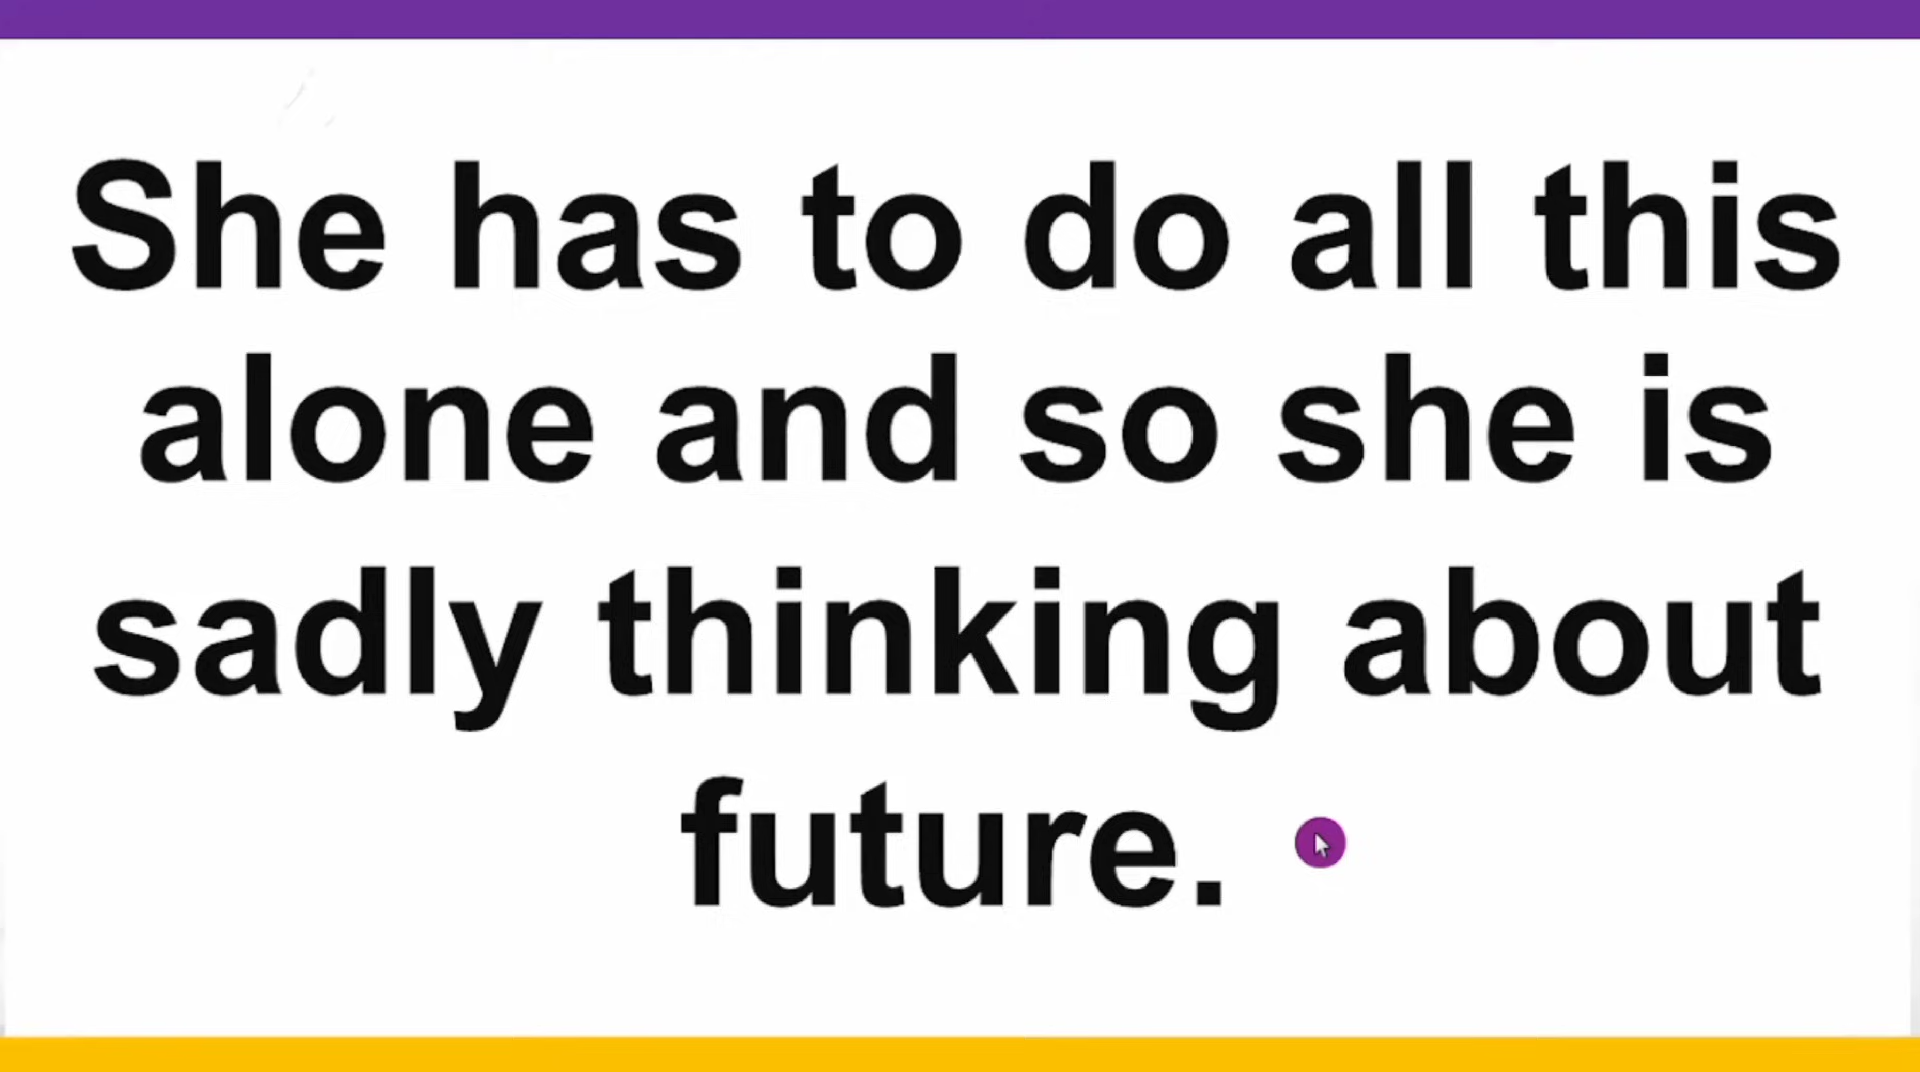 She has to do all this
alone and so she is
sadly thinking about
future.